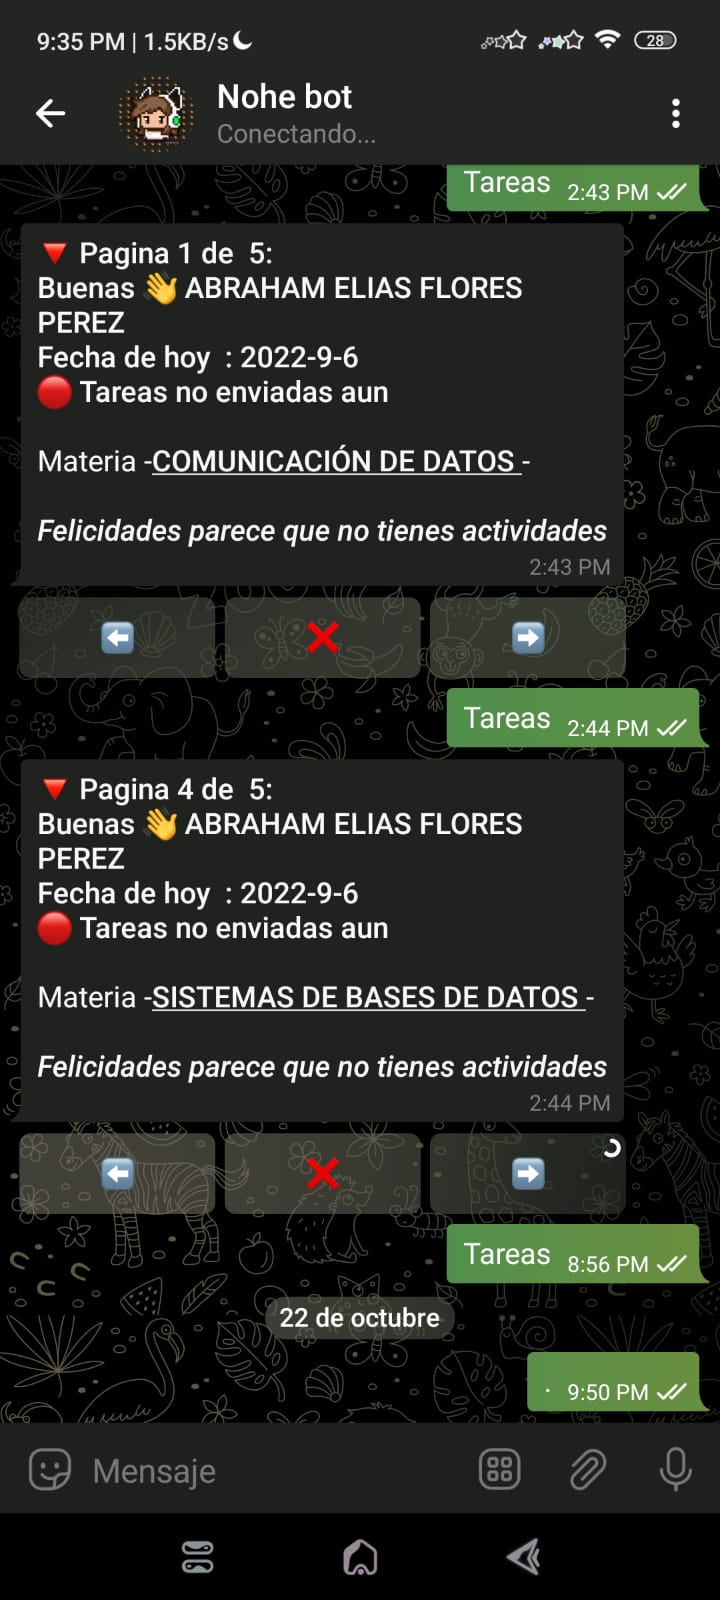 9:35 PM | 1.5KB/s
28
Nohe bot
Conectando...
Tareas 2:43 PM
Pagina 1 de 5:
Buenas 👋 ABRAHAM ELIAS FLORES
PEREZ
Fecha de hoy : 2022-9-6
🔴 Tareas no enviadas aun
Materia -COMUNICACIÓN DE DATOS -
Felicidades parece que no tienes actividades
2:43 PM
Tareas 2:44 PM
Pagina 4 de 5:
Buenas 👋 ABRAHAM ELIAS FLORES
PEREZ
Fecha de hoy : 2022-9-6
🔴 Tareas no enviadas aun
Materia -SISTEMAS DE BASES DE DATOS -
Felicidades parece que no tienes actividades
2:44 PM
Tareas 8:56 PM
22 de octubre
. 9:50 PM
Mensaje